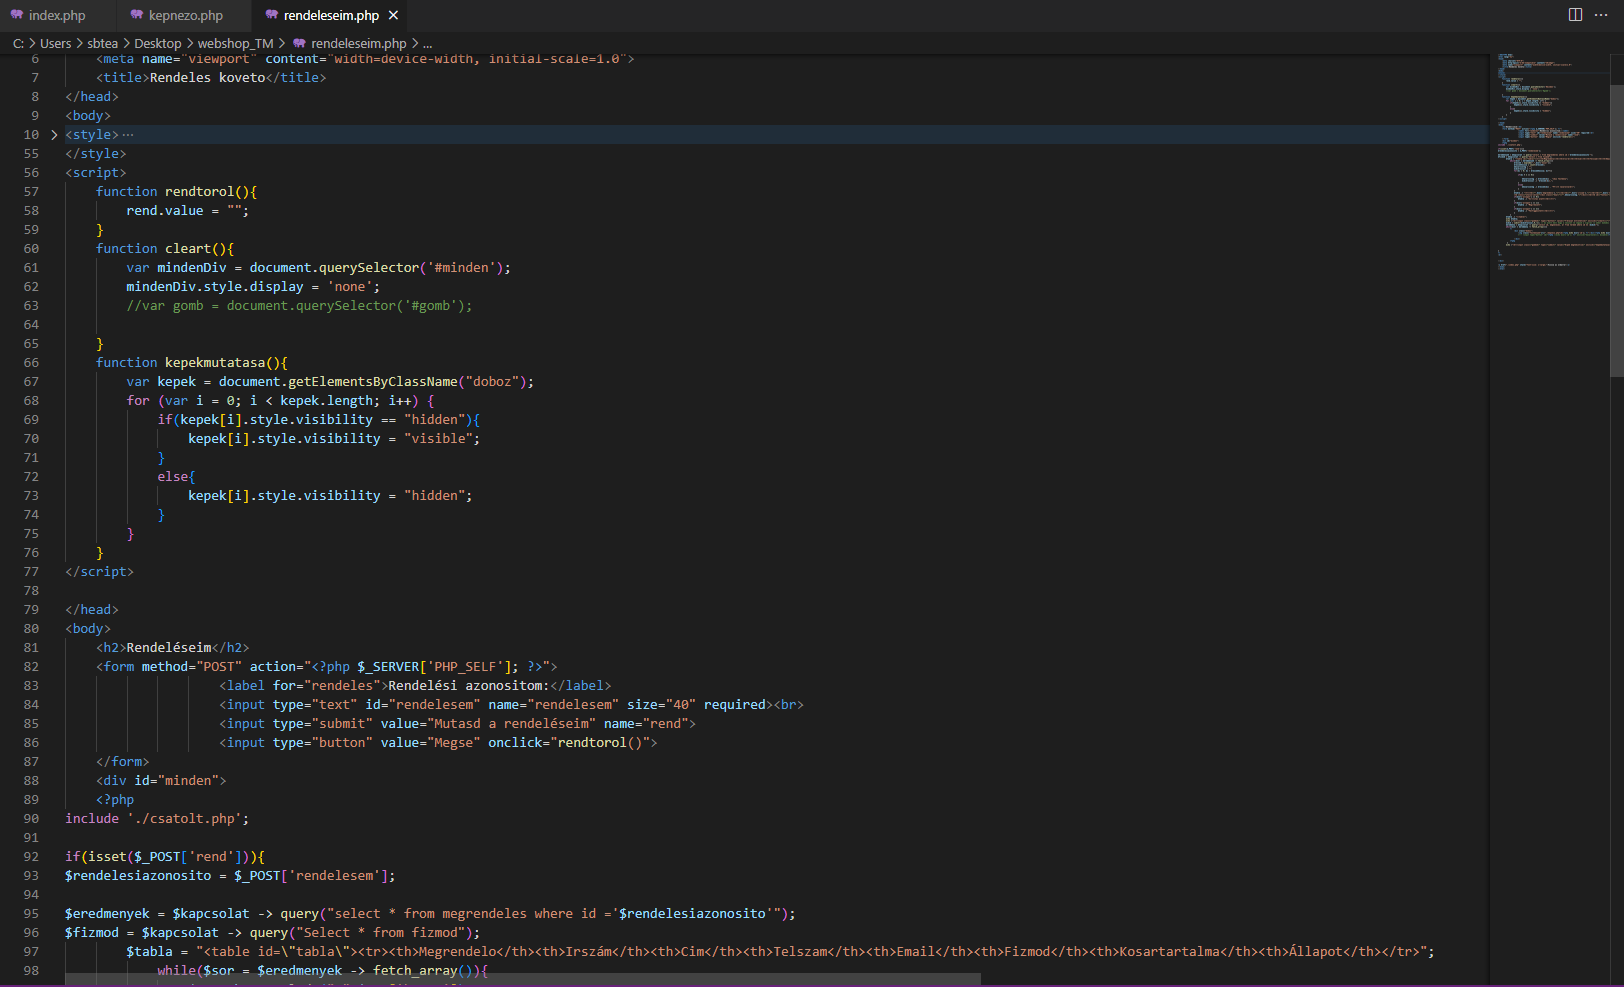 index.php kepnezo.php rendeleseim.php
C: > Users > sbtea > Desktop > webshop_TM > rendeleseim.php > ...
6 <meta name="viewport" content="width=device-width, initial-scale=1.0">
7 <title>Rendeles koveto</title>
8 </head>
9 <body>
10 <style>···
55 </style>
56 <script>
57 function rendtorol(){
58 rend.value = "";
59 }
60 function cleart(){
61 var mindenDiv = document.querySelector('#minden');
62 mindenDiv.style.display = 'none';
63 //var gomb = document.querySelector('#gomb');
64
65 }
66 function kepekmutatasa(){
67 var kepek = document.getElementsByClassName("doboz");
68 for (var i = 0; i < kepek.length; i++) {
69 if(kepek[i].style.visibility == "hidden"){
70 kepek[i].style.visibility = "visible";
71 }
72 else{
73 kepek[i].style.visibility = "hidden";
74 }
75 }
76 }
77 </script>
78
79 </head>
80 <body>
81 <h2>Rendeléseim</h2>
82 <form method="POST" action="<?php $_SERVER['PHP_SELF']; ?>">
83 <label for="rendeles">Rendelési azonositom:</label>
84 <input type="text" id="rendelesem" name="rendelesem" size="40" required><br>
85 <input type="submit" value="Mutasd a rendeléseim" name="rend">
86 <input type="button" value="Megse" onclick="rendtorol()">
87 </form>
88 <div id="minden">
89 <?php
90 include './csatolt.php';
91
92 if(isset($_POST['rend'])){
93 $rendelesiazonosito = $_POST['rendelesem'];
94
95 $eredmenyek = $kapcsolat -> query("select * from megrendeles where id ='$rendelesiazonosito'");
96 $fizmod = $kapcsolat -> query("Select * from fizmod");
97 $tabla = "<table id=\"tabla\"><tr><th>Megrendelo</th><th>Irszám</th><th>Cim</th><th>Telszam</th><th>Email</th><th>Fizmod</th><th>Kosartartalma</th><th>Állapot</th></tr>";
98 while($sor = $eredmenyek -> fetch_array()){